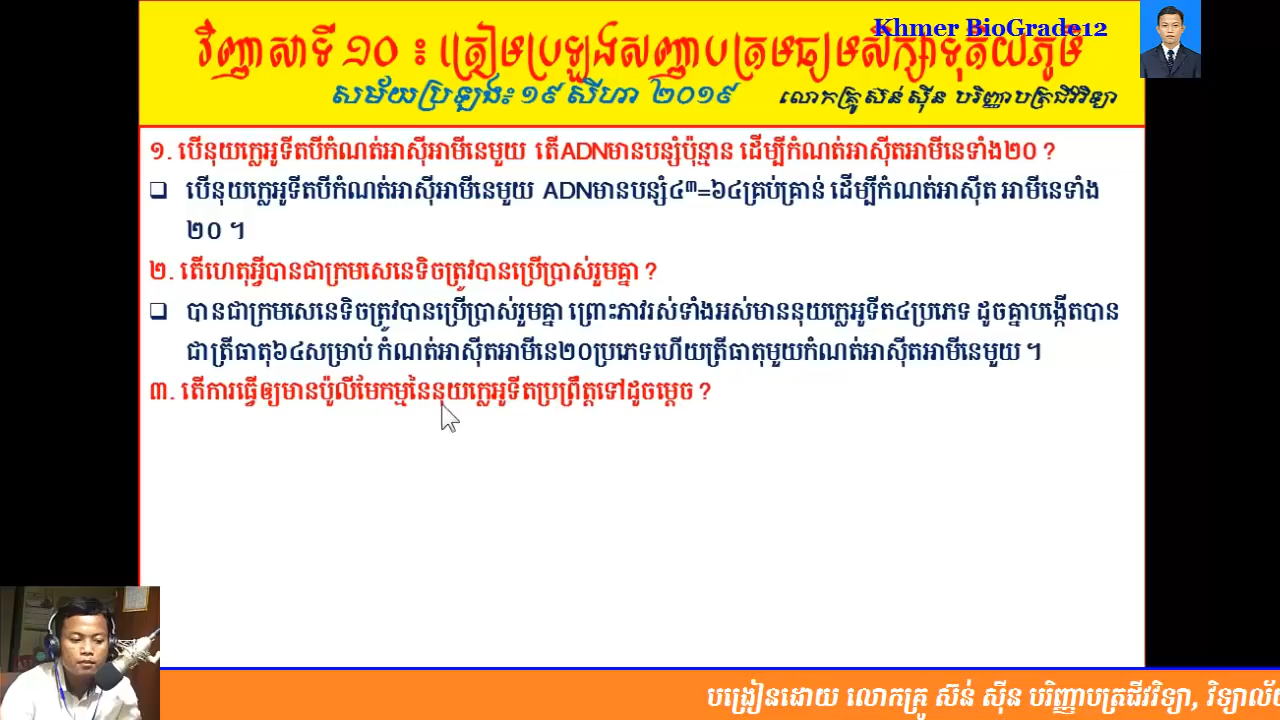 Khmer BioGrade12
វិញ្ញាសាទី ១០ ៖ ត្រៀមប្រឡងសញ្ញាបត្រមធ្យមសិក្សាទុតិយភូមិ
សម័យប្រឡង៖ ១៩ សីហា ២០១៩
លោកគ្រូ ស៊ន់ ស៊ីន បរិញ្ញាបត្រជីវវិទ្យា
១. បើនុយក្លេអូទីតបីកំណត់អាស៊ីអាមីនេមួយ តើADNមានបន្សំប៉ុន្មាន ដើម្បីកំណត់អាស៊ីតអាមីនេទាំង២០ ?
❑ បើនុយក្លេអូទីតបីកំណត់អាស៊ីអាមីនេមួយ ADNមានបន្សំ៤³=៦៤គ្រប់គ្រាន់ ដើម្បីកំណត់អាស៊ីត អាមីនេទាំង
២០ ។
២. តើហេតុអ្វីបានជាក្រមសេនេទិចត្រូវបានប្រើប្រាស់រួមគ្នា ?
❑ បានជាក្រមសេនេទិចត្រូវបានប្រើប្រាស់រួមគ្នា ព្រោះភាវរស់ទាំងអស់មាននុយក្លេអូទីត៤ប្រភេទ ដូចគ្នាបង្កើតបាន
ជាត្រីធាតុ៦៤សម្រាប់ កំណត់អាស៊ីតអាមីនេ២០ប្រភេទហើយត្រីធាតុមួយកំណត់អាស៊ីតអាមីនេមួយ ។
៣. តើការធ្វើឲ្យមានប៉ូលីមែកម្មនៃនុយក្លេអូទីតប្រព្រឹត្តទៅដូចម្តេច ?
បង្រៀនដោយ លោកគ្រូ ស៊ន់ ស៊ីន បរិញ្ញាបត្រជីវវិទ្យា, វិទ្យាល័យ